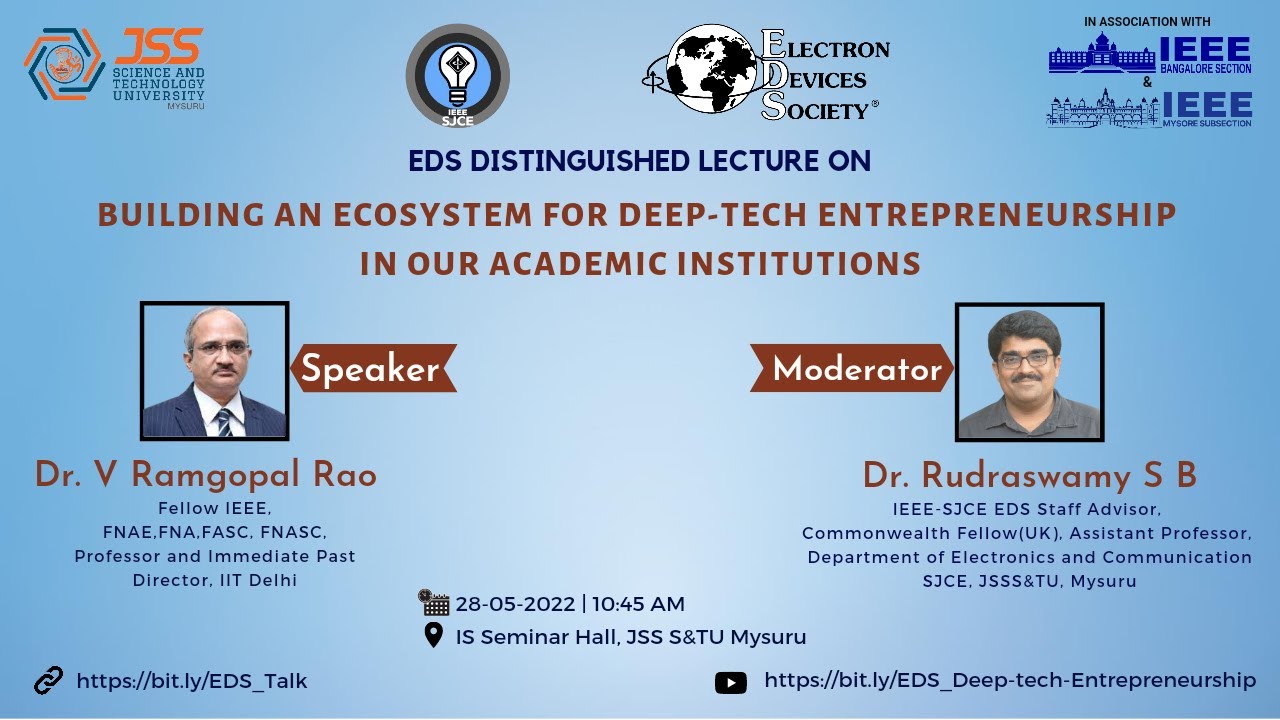 JSS
SCIENCE AND
TECHNOLOGY
UNIVERSITY
MYSURU
IEEE
SJCE
ELECTRON
DEVICES
SOCIETY®
IN ASSOCIATION WITH
IEEE
BANGALORE SECTION
&
IEEE
MYSORE SUBSECTION
EDS DISTINGUISHED LECTURE ON
BUILDING AN ECOSYSTEM FOR DEEP-TECH ENTREPRENEURSHIP
IN OUR ACADEMIC INSTITUTIONS
Speaker
Dr. V Ramgopal Rao
Fellow IEEE,
FNAE,FNA,FASC, FNASC,
Professor and Immediate Past
Director, IIT Delhi
Moderator
Dr. Rudraswamy S B
IEEE-SJCE EDS Staff Advisor,
Commonwealth Fellow(UK), Assistant Professor,
Department of Electronics and Communication
SJCE, JSSS&TU, Mysuru
28-05-2022 | 10:45 AM
IS Seminar Hall, JSS S&TU Mysuru
https://bit.ly/EDS_Talk
https://bit.ly/EDS_Deep-tech-Entrepreneurship